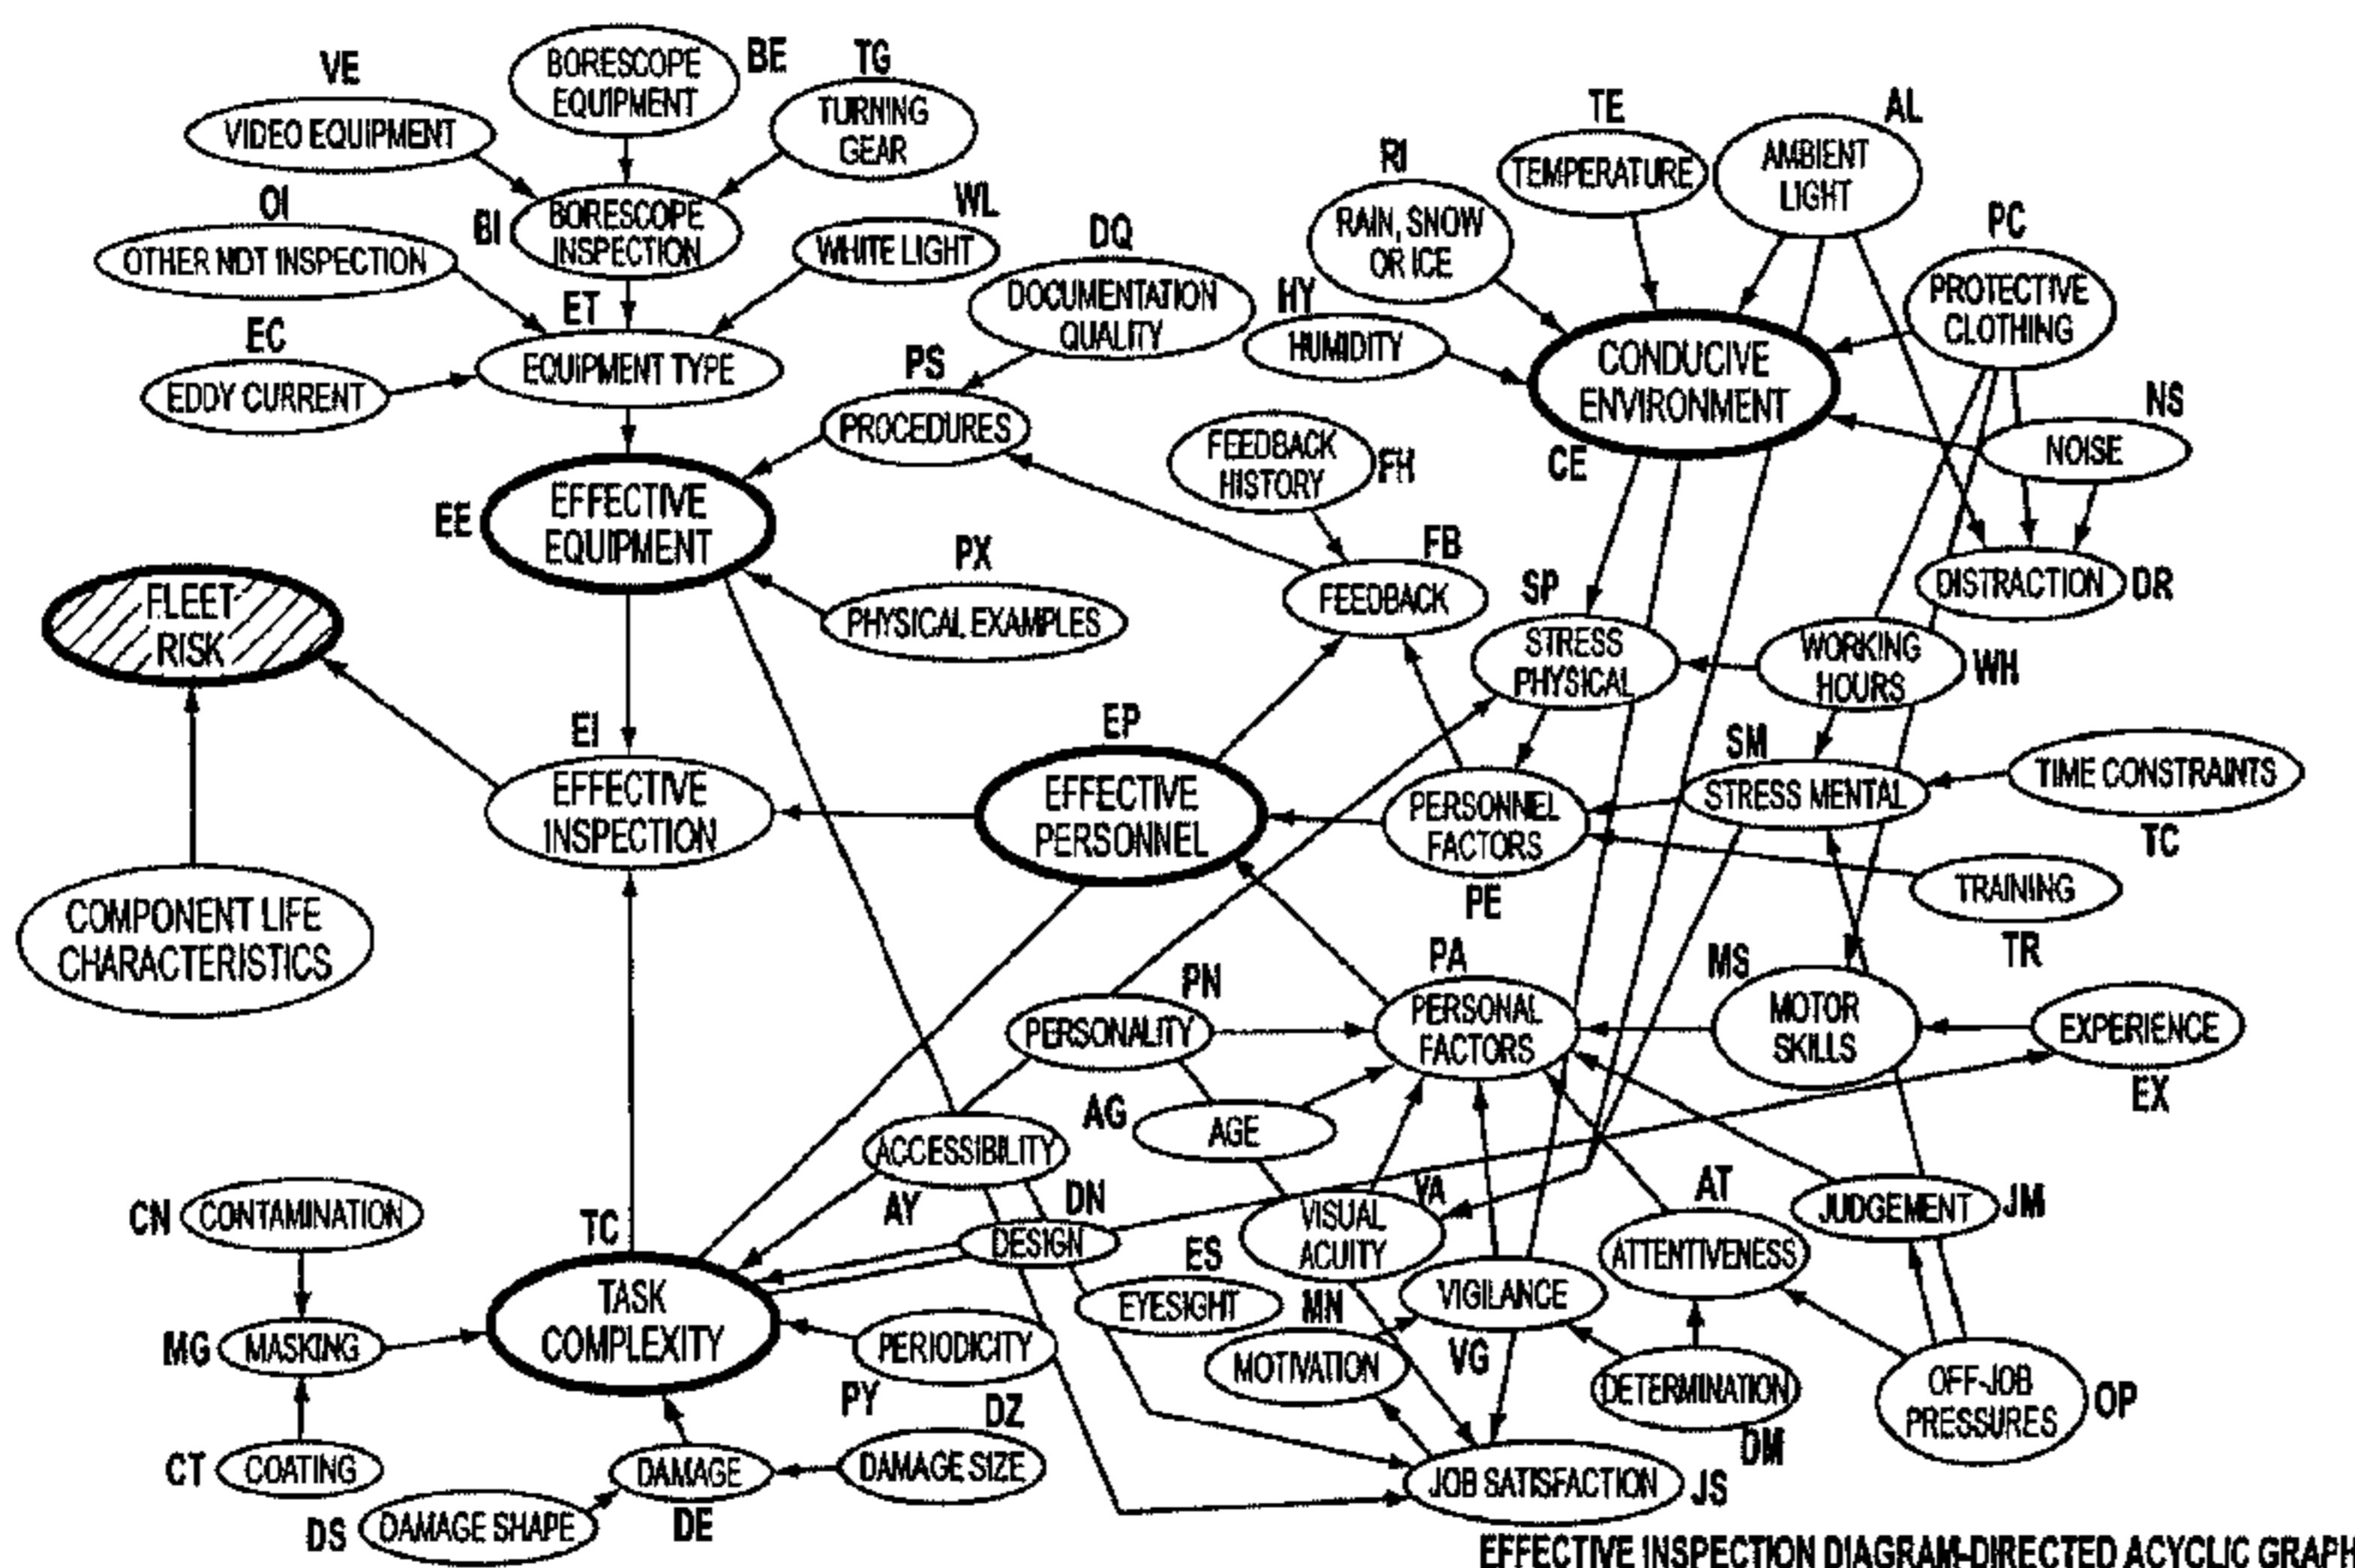 VE
BORESCOPE
EQUIPMENT
BE
TG
VIDEO EQUIPMENT
TURNING
GEAR
OI
BI
BORESCOPE
INSPECTION
WL
OTHER NDT INSPECTION
WHITE LIGHT
EC
ET
DQ
DOCUMENTATION
QUALITY
EDDY CURRENT
EQUIPMENT TYPE
PS
PROCEDURES
EE
EFFECTIVE
EQUIPMENT
PX
PHYSICAL EXAMPLES
FLEET
RISK
COMPONENT LIFE
CHARACTERISTICS
EI
EFFECTIVE
INSPECTION
RI
RAIN, SNOW
OR ICE
TE
TEMPERATURE
AL
AMBIENT
LIGHT
PC
PROTECTIVE
CLOTHING
HY
HUMIDITY
CONDUCIVE
ENVIRONMENT
CE
NS
NOISE
FEEDBACK
HISTORY
FH
FB
FEEDBACK
SP
STRESS
PHYSICAL
WORKING
HOURS
WH
DISTRACTION
DR
EP
EFFECTIVE
PERSONNEL
PERSONNEL
FACTORS
PE
SM
STRESS MENTAL
TIME CONSTRAINTS
TC
TRAINING
TR
PN
PERSONALITY
PA
PERSONAL
FACTORS
MS
MOTOR
SKILLS
EXPERIENCE
EX
AG
AGE
ACCESSIBILITY
AY
DN
DESIGN
VISUAL
ACUITY
VA
AT
ATTENTIVENESS
JUDGEMENT
JM
CN
CONTAMINATION
TC
TASK
COMPLEXITY
ES
EYESIGHT
MN
MOTIVATION
VIGILANCE
VG
DETERMINATION
DM
OFF-JOB
PRESSURES
OP
MG
MASKING
PERIODICITY
PY
CT
COATING
DZ
DAMAGE SIZE
DAMAGE
DE
DS
DAMAGE SHAPE
JOB SATISFACTION
JS
EFFECTIVE INSPECTION DIAGRAM-DIRECTED ACYCLIC GRAPH